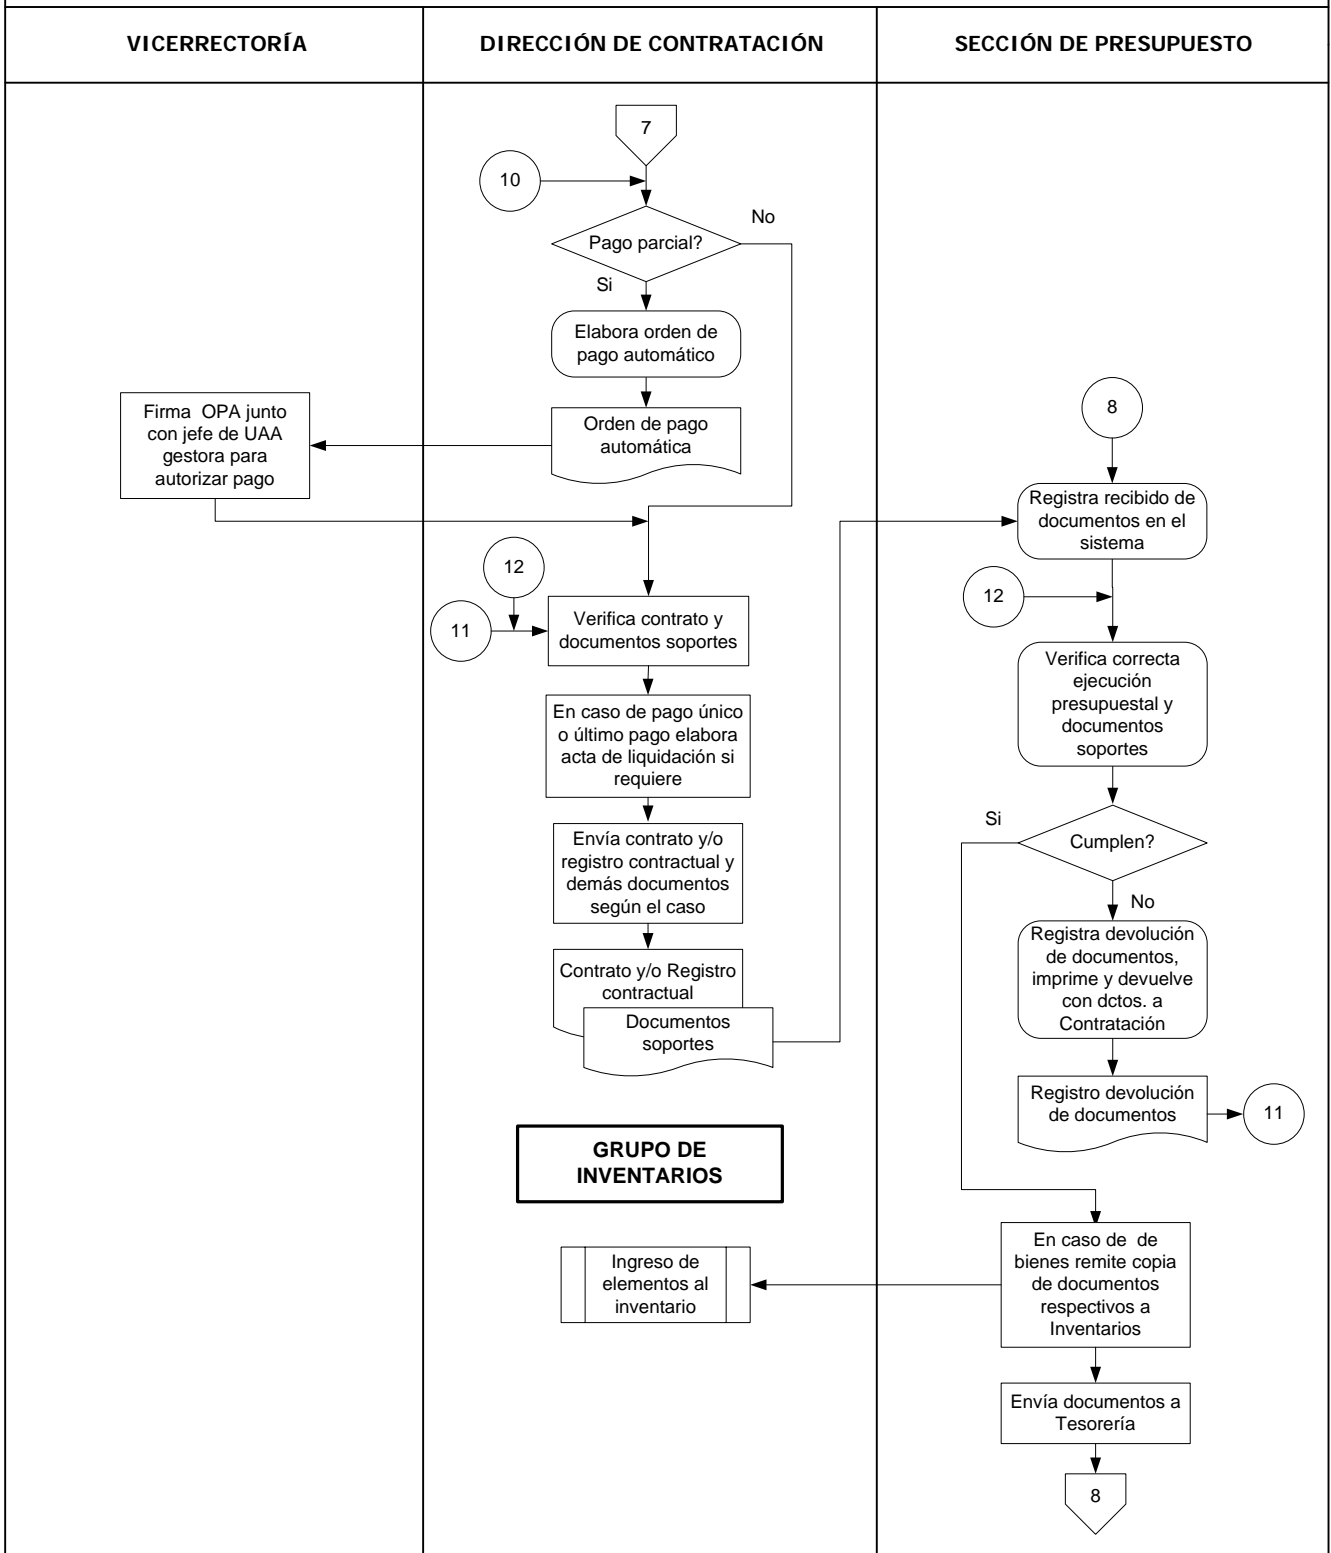 VICERRECTORÍA
DIRECCIÓN DE CONTRATACIÓN
SECCIÓN DE PRESUPUESTO
7
10
No
Pago parcial?
Si
Elabora orden de
pago automático
Orden de pago
automática
Firma  OPA junto
con jefe de UAA
gestora para
autorizar pago
12
11
Verifica contrato y
documentos soportes
En caso de pago único
o último pago elabora
acta de liquidación si
requiere
Envía contrato y/o
registro contractual y
demás documentos
según el caso
Contrato y/o Registro
contractual
Documentos
soportes
GRUPO DE
INVENTARIOS
Ingreso de
elementos al
inventario
8
Registra recibido de
documentos en el
sistema
12
Verifica correcta
ejecución
presupuestal y
documentos
soportes
Si
Cumplen?
No
Registra devolución
de documentos,
imprime y devuelve
con dctos. a
Contratación
Registro devolución
de documentos
11
En caso de  de
bienes remite copia
de documentos
respectivos a
Inventarios
Envía documentos a
Tesorería
8